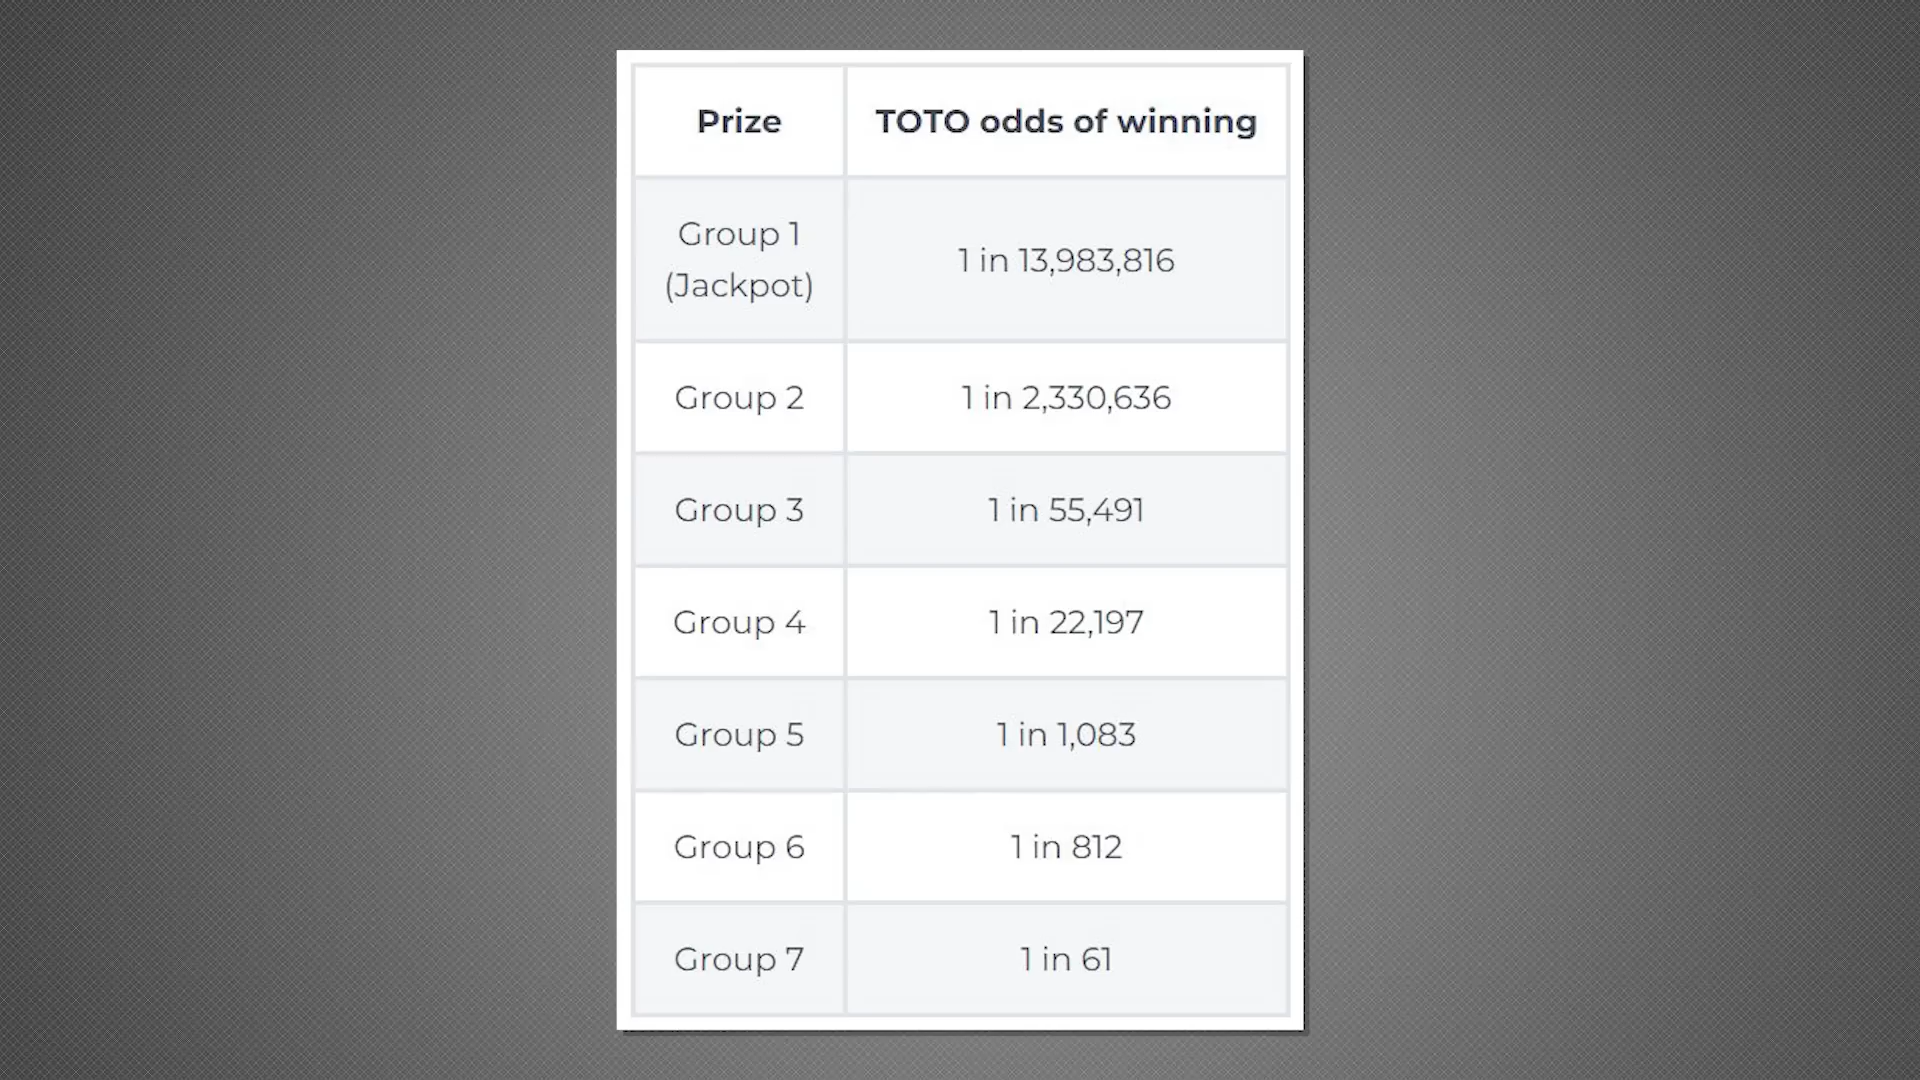 Prize
TOTO odds of winning
Group 1
(Jackpot)
1 in 13,983,816
Group 2
1 in 2,330,636
Group 3
1 in 55,491
Group 4
1 in 22,197
Group 5
1 in 1,083
Group 6
1 in 812
Group 7
1 in 61